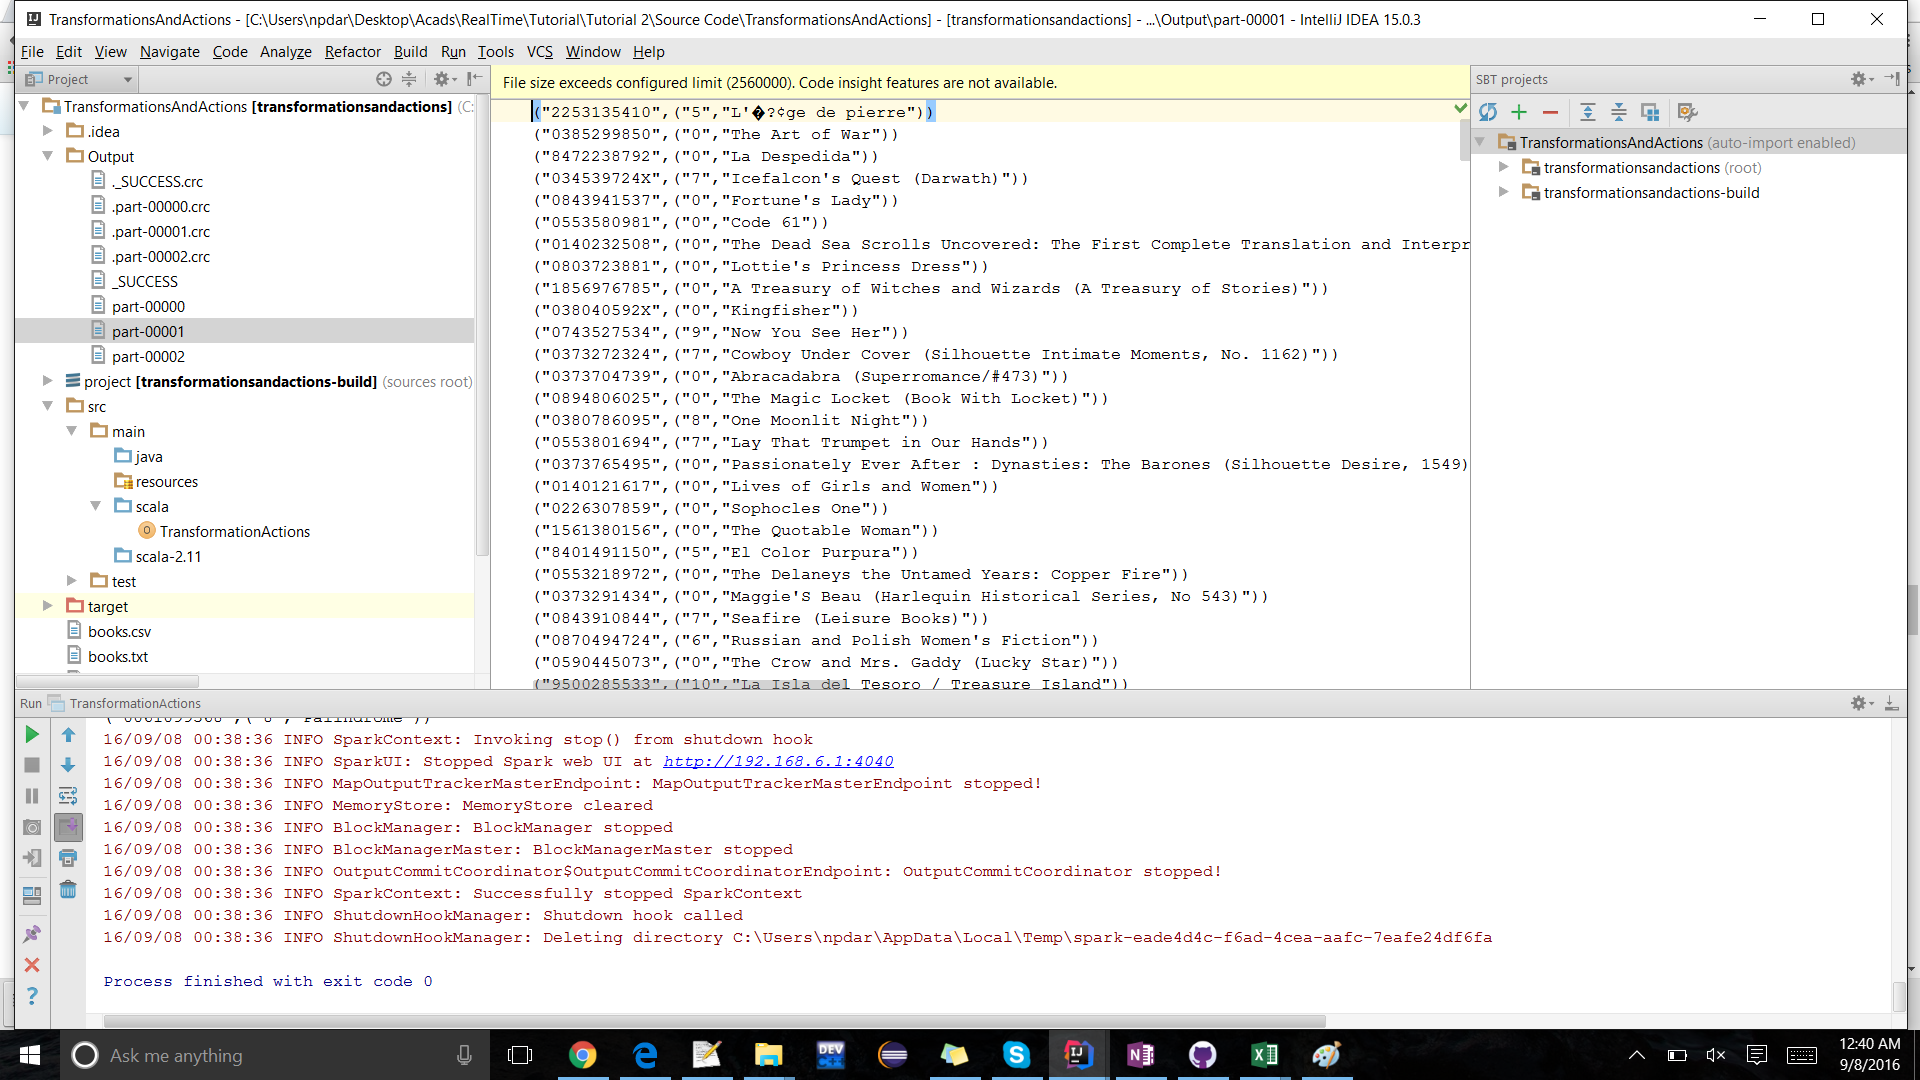 TransformationsAndActions - [C:\Users\npdar\Desktop\Acads\RealTime\Tutorial\Tutorial 2\Source Code\TransformationsAndActions] - [transformationsandactions] - ...\Output\part-00001 - IntelliJ IDEA 15.0.3
File Edit View Navigate Code Analyze Refactor Build Run Tools VCS Window Help
Project
TransformationsAndActions [transformationsandactions] (C:
.idea
Output
._SUCCESS.crc
.part-00000.crc
.part-00001.crc
.part-00002.crc
_SUCCESS
part-00000
part-00001
part-00002
project [transformationsandactions-build] (sources root)
src
main
java
resources
scala
TransformationActions
scala-2.11
test
target
books.csv
books.txt
File size exceeds configured limit (2560000). Code insight features are not available.
("2253135410",("5","L'�?¢ge de pierre"))
("0385299850",("0","The Art of War"))
("8472238792",("0","La Despedida"))
("034539724X",("7","Icefalcon's Quest (Darwath)"))
("0843941537",("0","Fortune's Lady"))
("0553580981",("0","Code 61"))
("0140232508",("0","The Dead Sea Scrolls Uncovered: The First Complete Translation and Interpr
("0803723881",("0","Lottie's Princess Dress"))
("1856976785",("0","A Treasury of Witches and Wizards (A Treasury of Stories)"))
("038040592X",("0","Kingfisher"))
("0743527534",("9","Now You See Her"))
("0373272324",("7","Cowboy Under Cover (Silhouette Intimate Moments, No. 1162)"))
("0373704739",("0","Abracadabra (Superromance/#473)"))
("0894806025",("0","The Magic Locket (Book With Locket)"))
("0380786095",("8","One Moonlit Night"))
("0553801694",("7","Lay That Trumpet in Our Hands"))
("0373765495",("0","Passionately Ever After : Dynasties: The Barones (Silhouette Desire, 1549)
("0140121617",("0","Lives of Girls and Women"))
("0226307859",("0","Sophocles One"))
("1561380156",("0","The Quotable Woman"))
("8401491150",("5","El Color Purpura"))
("0553218972",("0","The Delaneys the Untamed Years: Copper Fire"))
("0373291434",("0","Maggie'S Beau (Harlequin Historical Series, No 543)"))
("0843910844",("7","Seafire (Leisure Books)"))
("0870494724",("6","Russian and Polish Women's Fiction"))
("0590445073",("0","The Crow and Mrs. Gaddy (Lucky Star)"))
("9500285533",("10","La Isla del Tesoro / Treasure Island"))
SBT projects
TransformationsAndActions (auto-import enabled)
transformationsandactions (root)
transformationsandactions-build
Run TransformationActions
16/09/08 00:38:36 INFO SparkContext: Invoking stop() from shutdown hook
16/09/08 00:38:36 INFO SparkUI: Stopped Spark web UI at http://192.168.6.1:4040
16/09/08 00:38:36 INFO MapOutputTrackerMasterEndpoint: MapOutputTrackerMasterEndpoint stopped!
16/09/08 00:38:36 INFO MemoryStore: MemoryStore cleared
16/09/08 00:38:36 INFO BlockManager: BlockManager stopped
16/09/08 00:38:36 INFO BlockManagerMaster: BlockManagerMaster stopped
16/09/08 00:38:36 INFO OutputCommitCoordinator$OutputCommitCoordinatorEndpoint: OutputCommitCoordinator stopped!
16/09/08 00:38:36 INFO SparkContext: Successfully stopped SparkContext
16/09/08 00:38:36 INFO ShutdownHookManager: Shutdown hook called
16/09/08 00:38:36 INFO ShutdownHookManager: Deleting directory C:\Users\npdar\AppData\Local\Temp\spark-eade4d4c-f6ad-4cea-aafc-7eafe24df6fa
Process finished with exit code 0
Ask me anything
DEV
12:40 AM
9/8/2016